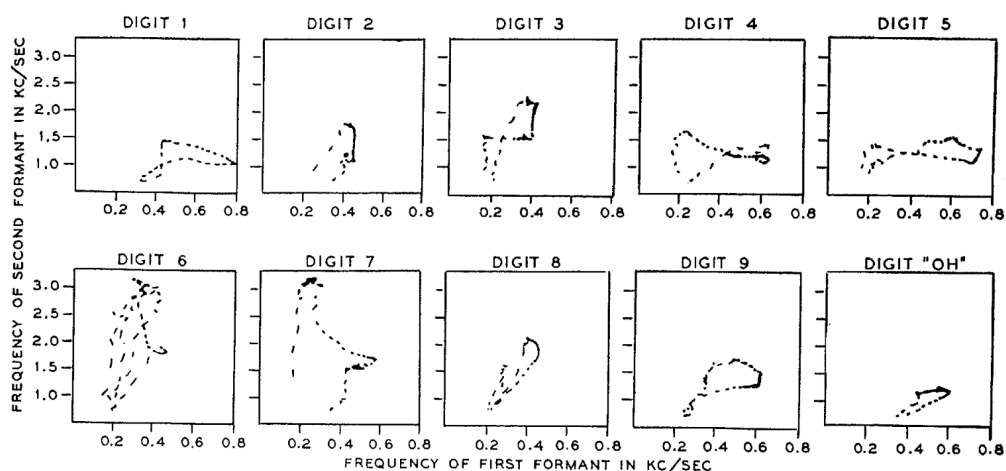 DIGIT 1 DIGIT 2 DIGIT 3 DIGIT 4 DIGIT 5
FREQUENCY OF SECOND FORMANT IN KC/SEC
3.0
2.5
2.0
1.5
1.0
0.2 0.4 0.6 0.8 0.2 0.4 0.6 0.8 0.2 0.4 0.6 0.8 0.2 0.4 0.6 0.8 0.2 0.4 0.6 0.8
DIGIT 6 DIGIT 7 DIGIT 8 DIGIT 9 DIGIT "OH"
3.0
2.5
2.0
1.5
1.0
0.2 0.4 0.6 0.8 0.2 0.4 0.6 0.8 0.2 0.4 0.6 0.8 0.2 0.4 0.6 0.8 0.2 0.4 0.6 0.8
FREQUENCY OF FIRST FORMANT IN KC/SEC